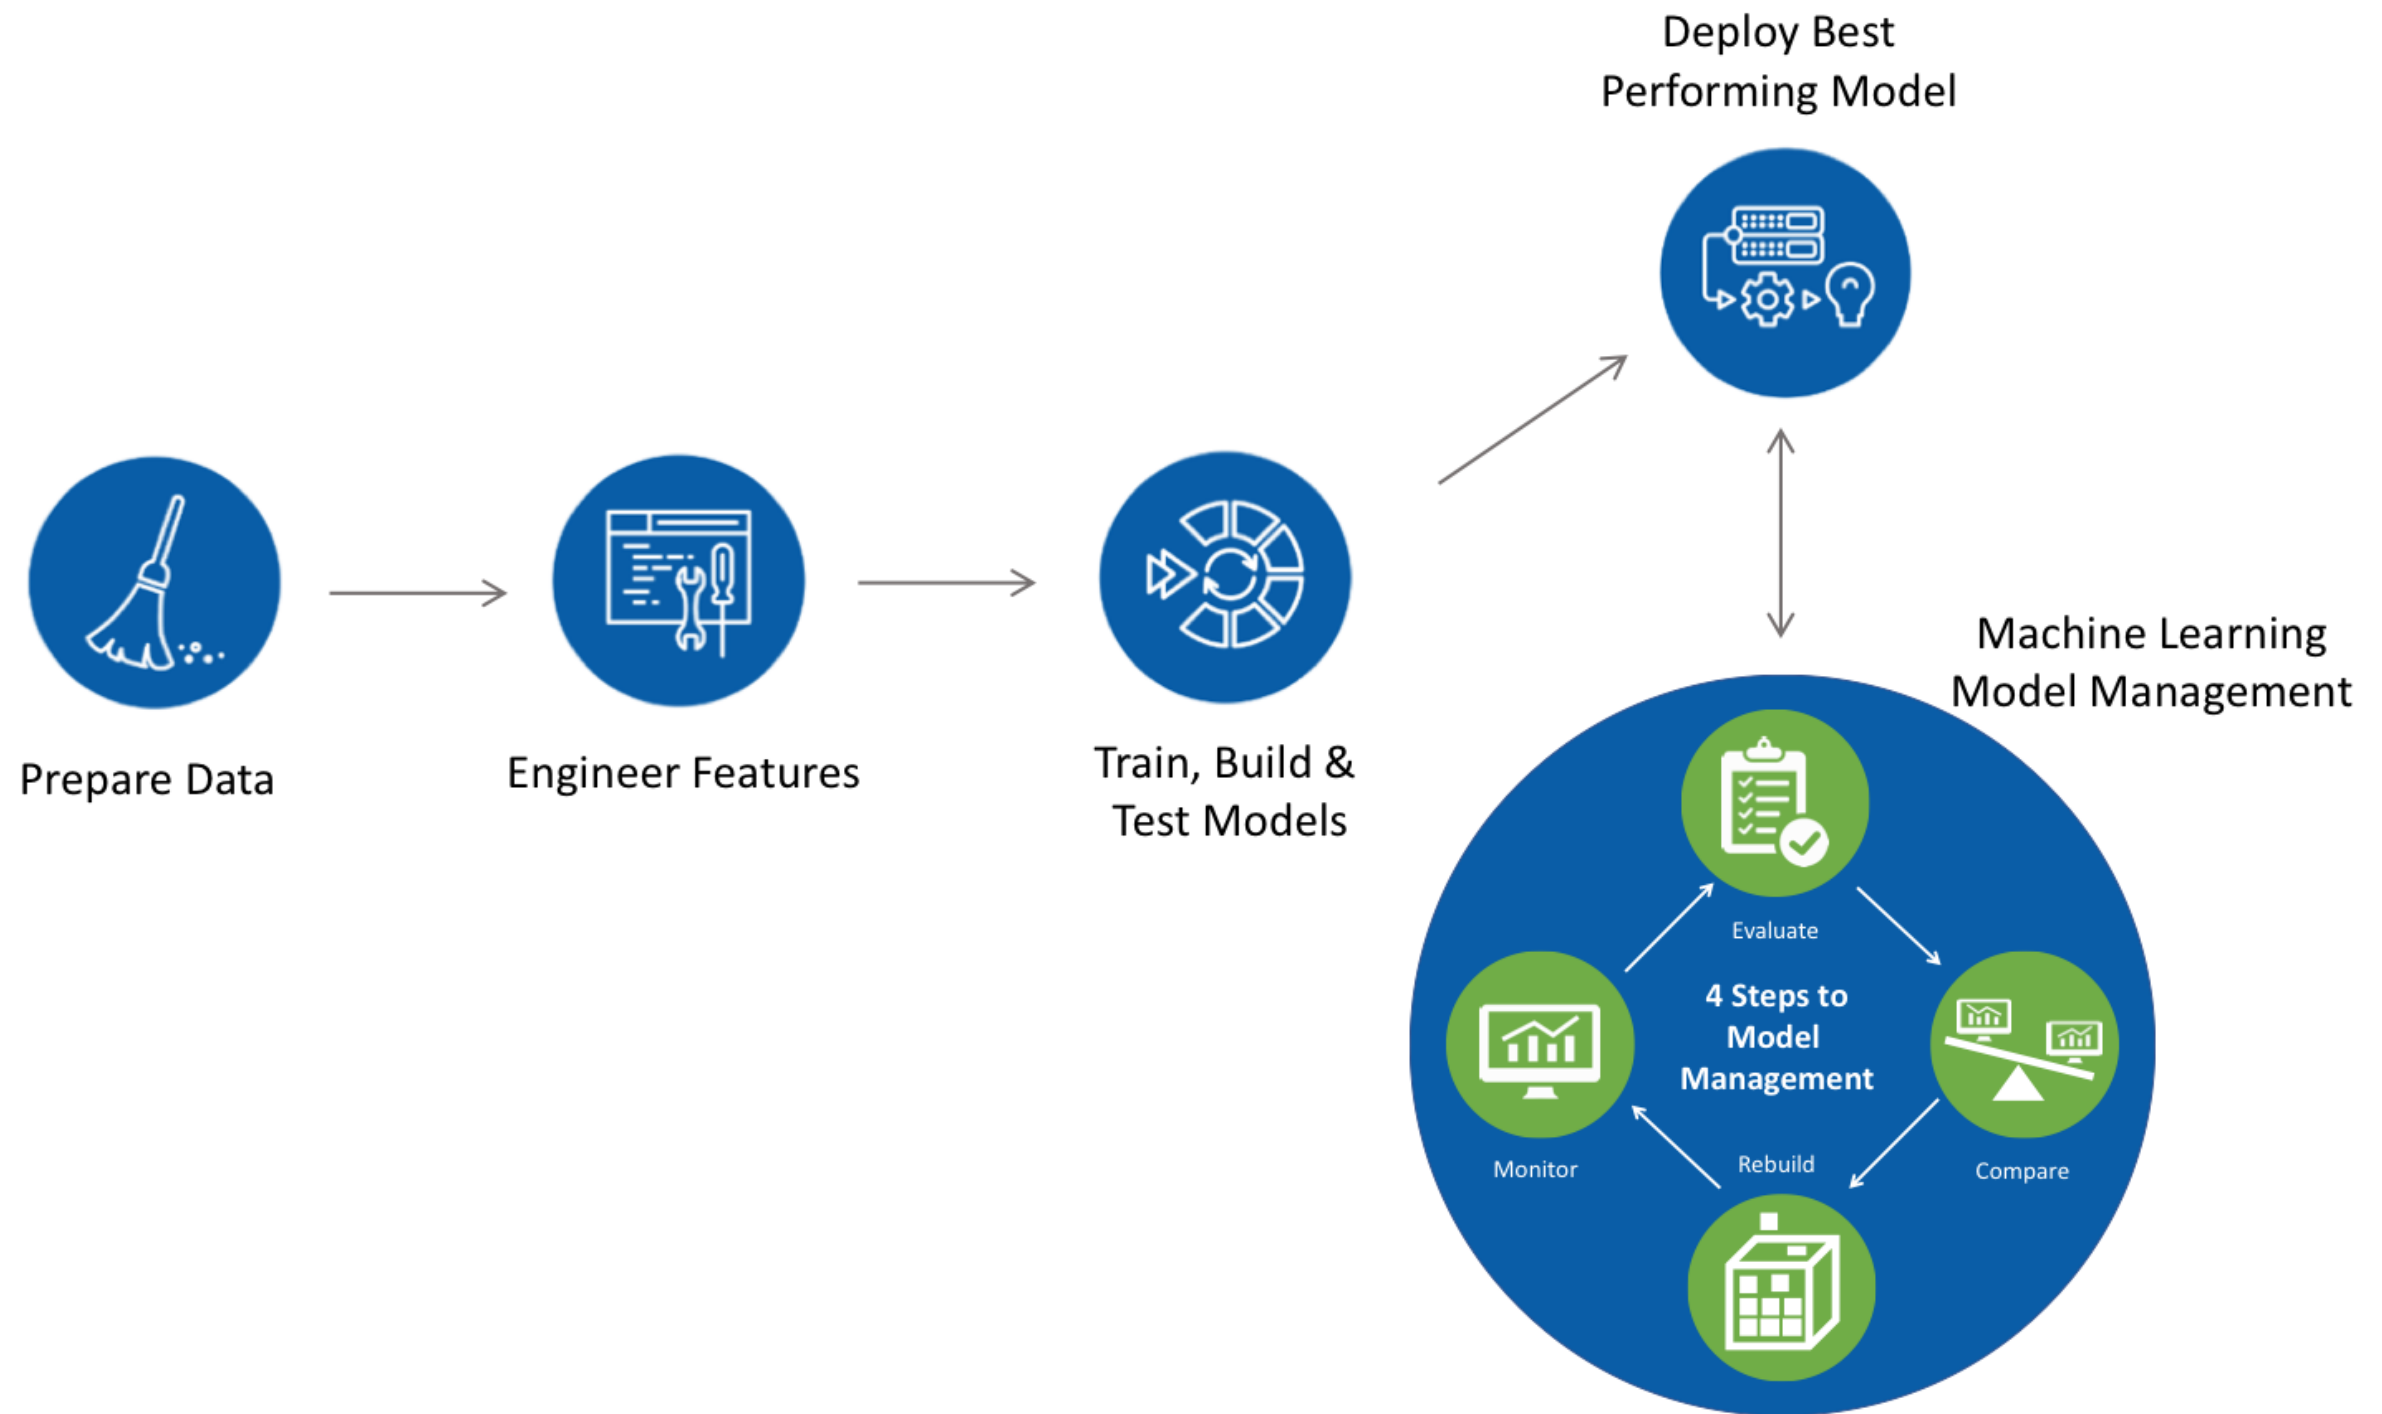 Deploy Best
Performing Model
Prepare Data
Engineer Features
Train, Build &
Test Models
Machine Learning
Model Management
Evaluate
4 Steps to
Model
Management
Monitor
Rebuild
Compare